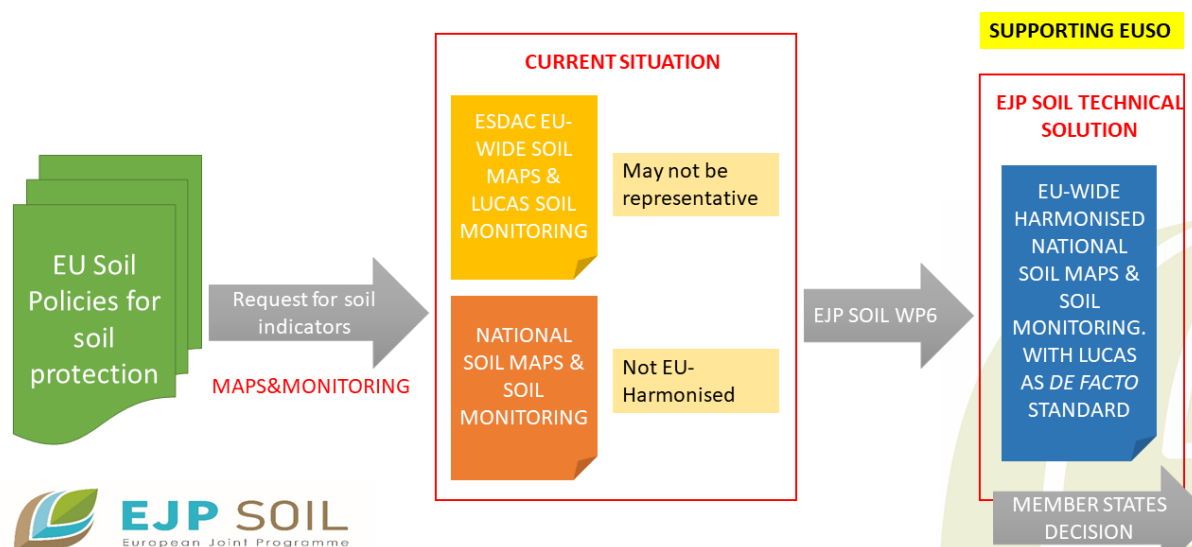 EU Soil
Policies for
soil
protection
Request for soil
indicators
MAPS&MONITORING
CURRENT SITUATION
ESDAC EU-
WIDE SOIL
MAPS &
LUCAS SOIL
MONITORING
May not be
representative
NATIONAL
SOIL MAPS &
SOIL
MONITORING
Not EU-
Harmonised
EJP SOIL WP6
SUPPORTING EUSO
EJP SOIL TECHNICAL
SOLUTION
EU-WIDE
HARMONISED
NATIONAL
SOIL MAPS &
SOIL
MONITORING.
WITH LUCAS
AS DE FACTO
STANDARD
MEMBER STATES
DECISION
EJP SOIL
European Joint Programme